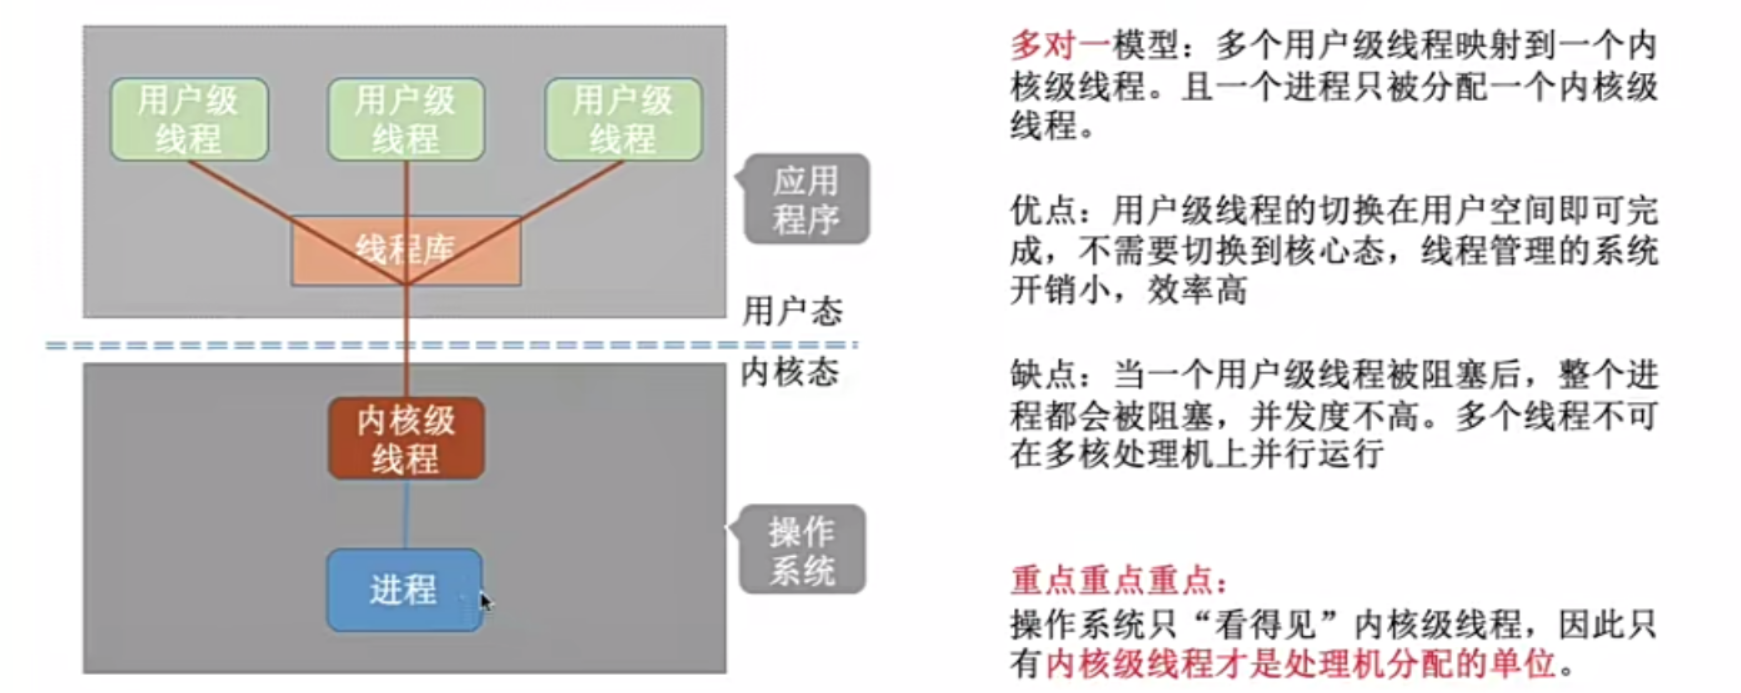 用户级
线程
用户级
线程
用户级
线程
线程库
应用
程序
用户态
内核态
内核级
线程
进程
操作
系统
多对一模型：多个用户级线程映射到一个内
核级线程。且一个进程只被分配一个内核级
线程。
优点：用户级线程的切换在用户空间即可完
成，不需要切换到核心态，线程管理的系统
开销小，效率高
缺点：当一个用户级线程被阻塞后，整个进
程都会被阻塞，并发度不高。多个线程不可
在多核处理机上并行运行
重点重点重点：
操作系统只“看得见”内核级线程，因此只
有内核级线程才是处理机分配的单位。